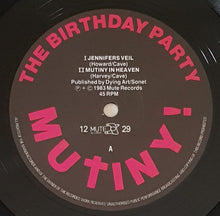 THE BIRTHDAY PARTY
I JENNIFERS VEIL
(Howard/Cave)
II MUTINY IN HEAVEN
(Harvey/Cave)
Published by Dying Art/Sonet
℗ + © 1983 Mute Records
45 RPM
12 MUTE 29
A
MUTINY!